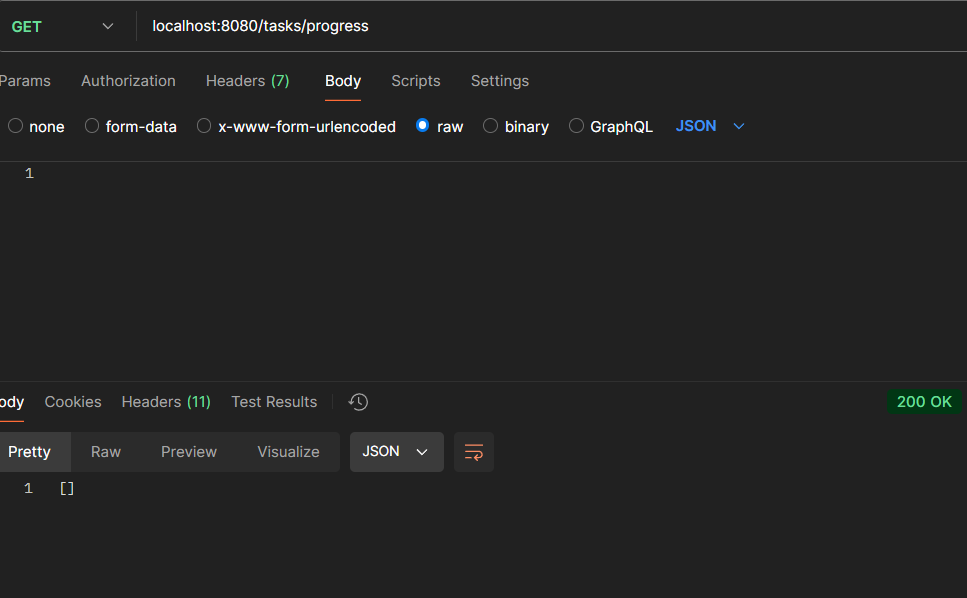 GET localhost:8080/tasks/progress
Params Authorization Headers (7) Body Scripts Settings
none form-data x-www-form-urlencoded raw binary GraphQL JSON
1
ody Cookies Headers (11) Test Results 200 OK
Pretty Raw Preview Visualize JSON
1 []